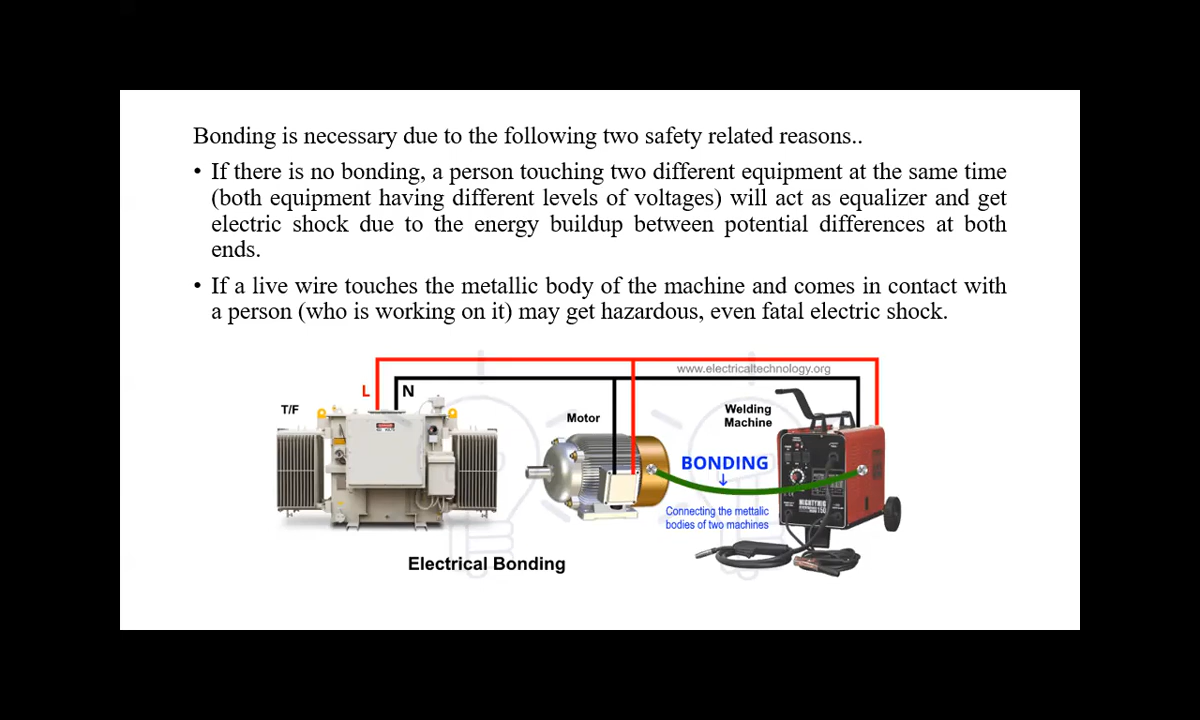 Bonding is necessary due to the following two safety related reasons..
• If there is no bonding, a person touching two different equipment at the same time
(both equipment having different levels of voltages) will act as equalizer and get
electric shock due to the energy buildup between potential differences at both
ends.
• If a live wire touches the metallic body of the machine and comes in contact with
a person (who is working on it) may get hazardous, even fatal electric shock.
www.electricaltechnology.org
L
N
T/F
DANGER
Motor
Welding
Machine
BONDING
Connecting the mettalic
bodies of two machines
MIGHTYMIG
150
Electrical Bonding